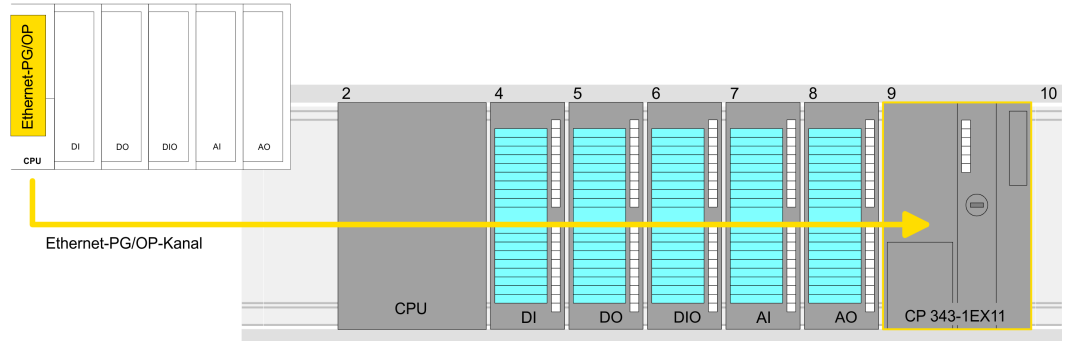 Ethernet-PG/OP
CPU
DI
DO
DIO
AI
AO
2
4
5
6
7
8
9
10
Ethernet-PG/OP-Kanal
CPU
DI
DO
DIO
AI
AO
CP 343-1EX11